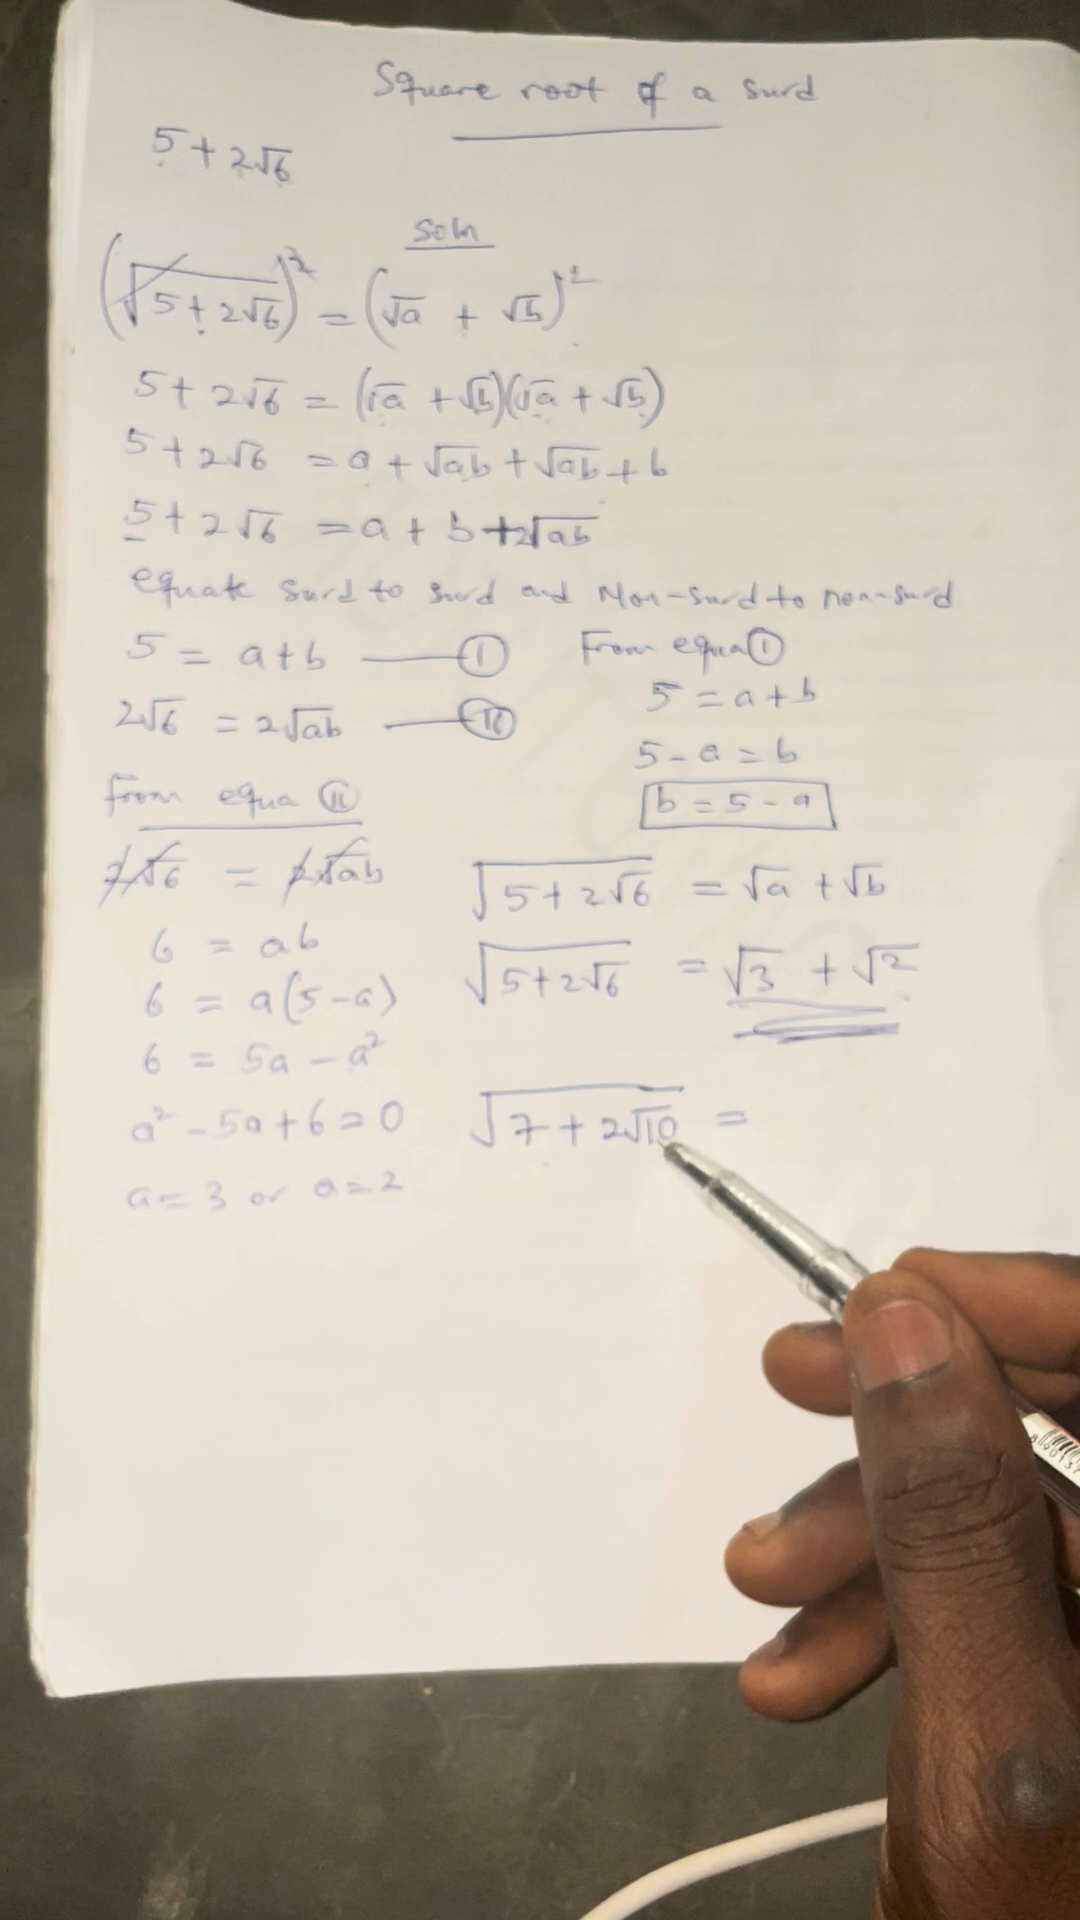 Square root of a surd
5 + 2√6
Soln
(√(5 + 2√6))² = (√a + √b)²
5 + 2√6 = (√a + √b)(√a + √b)
5 + 2√6 = a + √ab + √ab + b
5 + 2√6 = a + b + 2√ab
equate surd to surd and Non-surd to non-surd
5 = a + b —— (i)
2√6 = 2√ab —— (ii)
From equa (ii)
2√6 = 2√ab
6 = ab
6 = a(5 - a)
6 = 5a - a²
a² - 5a + 6 = 0
a = 3 or a = 2
From equa (i)
5 = a + b
5 - a = b
b = 5 - a
√(5 + 2√6) = √a + √b
√(5 + 2√6) = √3 + √2
√(7 + 2√10) =